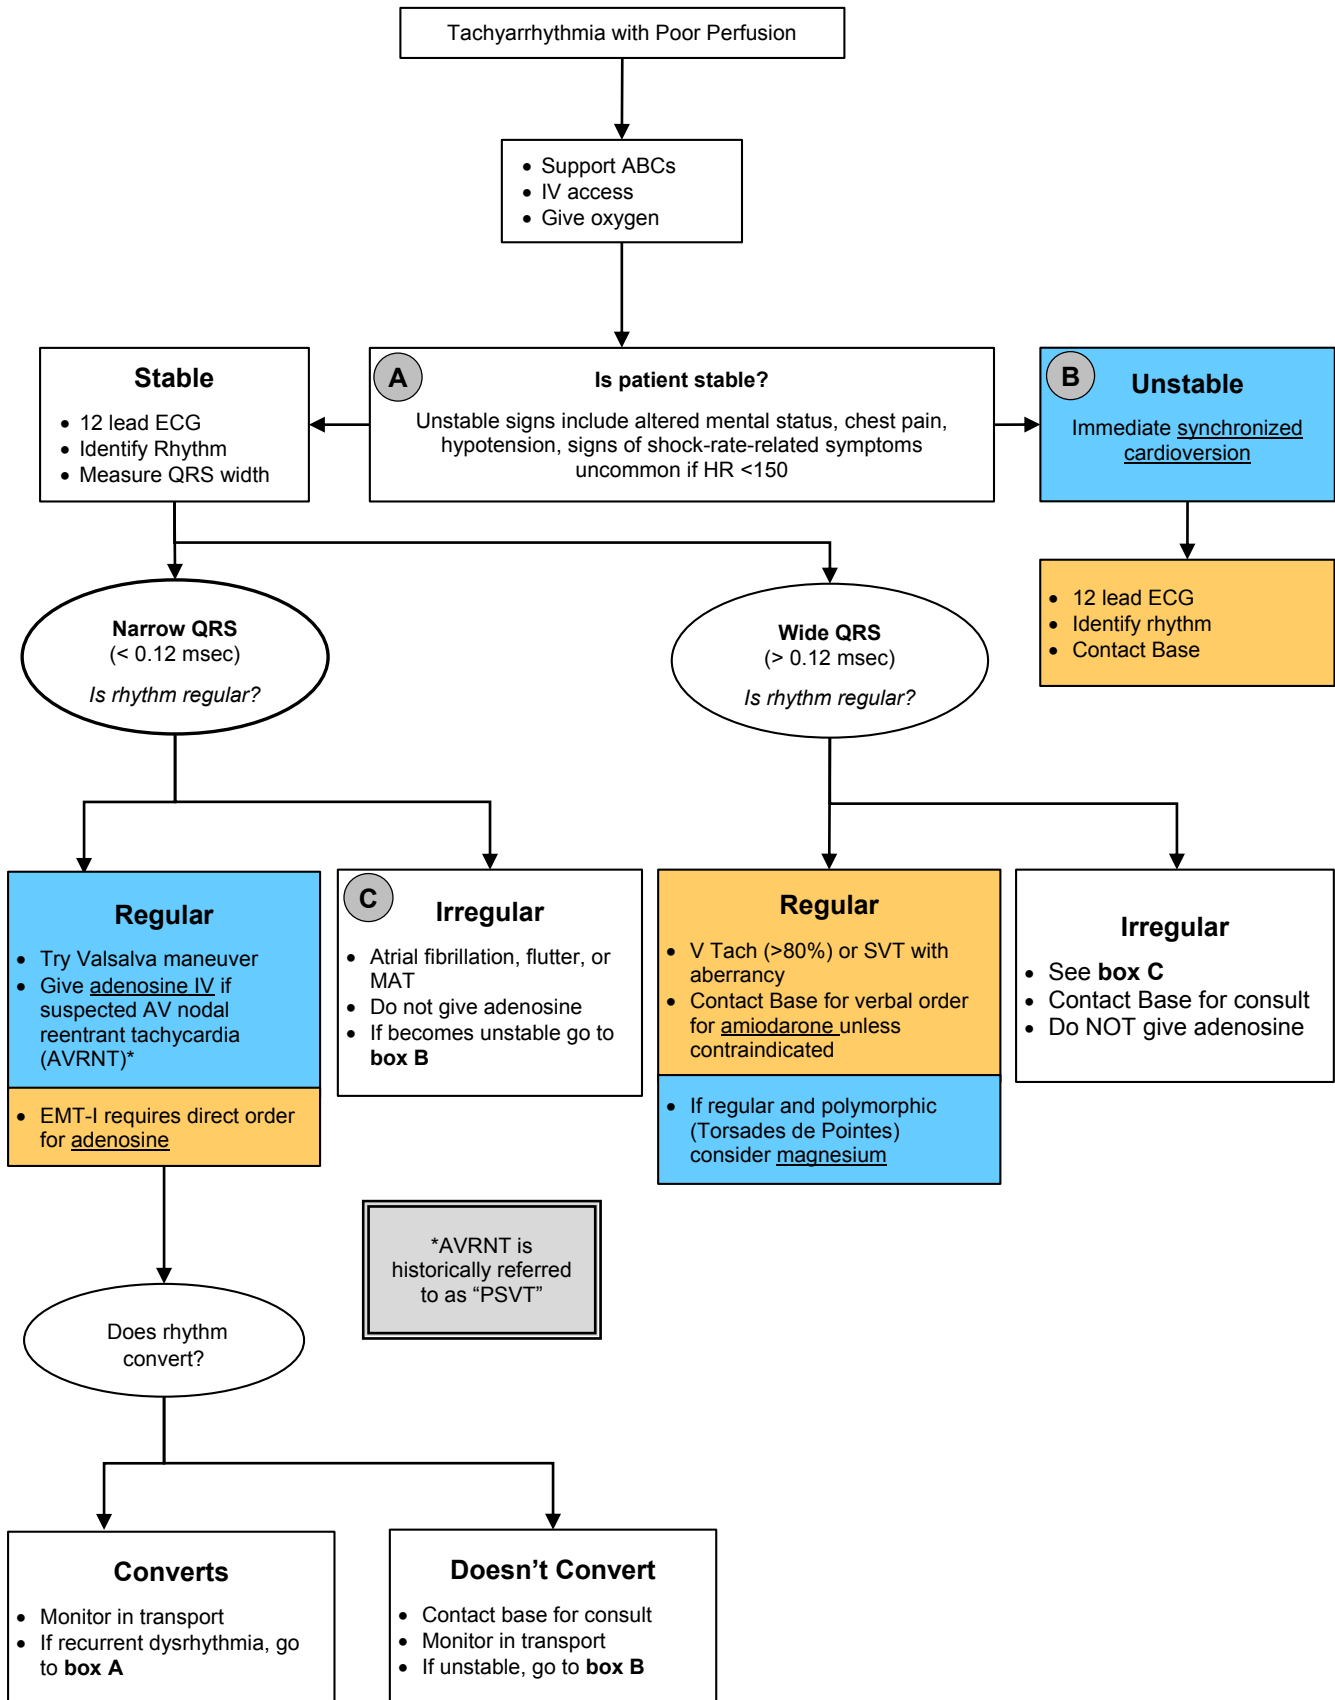 Tachyarrhythmia with Poor Perfusion
• Support ABCs
• IV access
• Give oxygen
Stable
• 12 lead ECG
• Identify Rhythm
• Measure QRS width
A
Is patient stable?
Unstable signs include altered mental status, chest pain,
hypotension, signs of shock-rate-related symptoms
uncommon if HR <150
B
Unstable
Immediate synchronized
cardioversion
• 12 lead ECG
• Identify rhythm
• Contact Base
Narrow QRS
(< 0.12 msec)
Is rhythm regular?
Wide QRS
(> 0.12 msec)
Is rhythm regular?
Regular
• Try Valsalva maneuver
• Give adenosine IV if
suspected AV nodal
reentrant tachycardia
(AVRNT)*
• EMT-I requires direct order
for adenosine
C
Irregular
• Atrial fibrillation, flutter, or
MAT
• Do not give adenosine
• If becomes unstable go to
box B
Regular
• V Tach (>80%) or SVT with
aberrancy
• Contact Base for verbal order
for amiodarone unless
contraindicated
• If regular and polymorphic
(Torsades de Pointes)
consider magnesium
Irregular
• See box C
• Contact Base for consult
• Do NOT give adenosine
*AVRNT is
historically referred
to as “PSVT”
Does rhythm
convert?
Converts
• Monitor in transport
• If recurrent dysrhythmia, go
to box A
Doesn’t Convert
• Contact base for consult
• Monitor in transport
• If unstable, go to box B